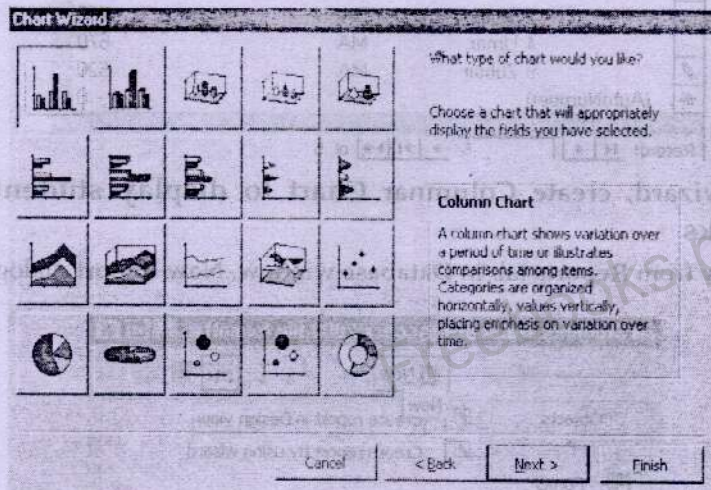 Chart Wizard
What type of chart would you like?
Choose a chart that will appropriately
display the fields you have selected.
Column Chart
A column chart shows variation over
a period of time or illustrates
comparisons among items.
Categories are organized
horizontally, values vertically,
placing emphasis on variation over
time.
Cancel
< Back
Next >
Finish